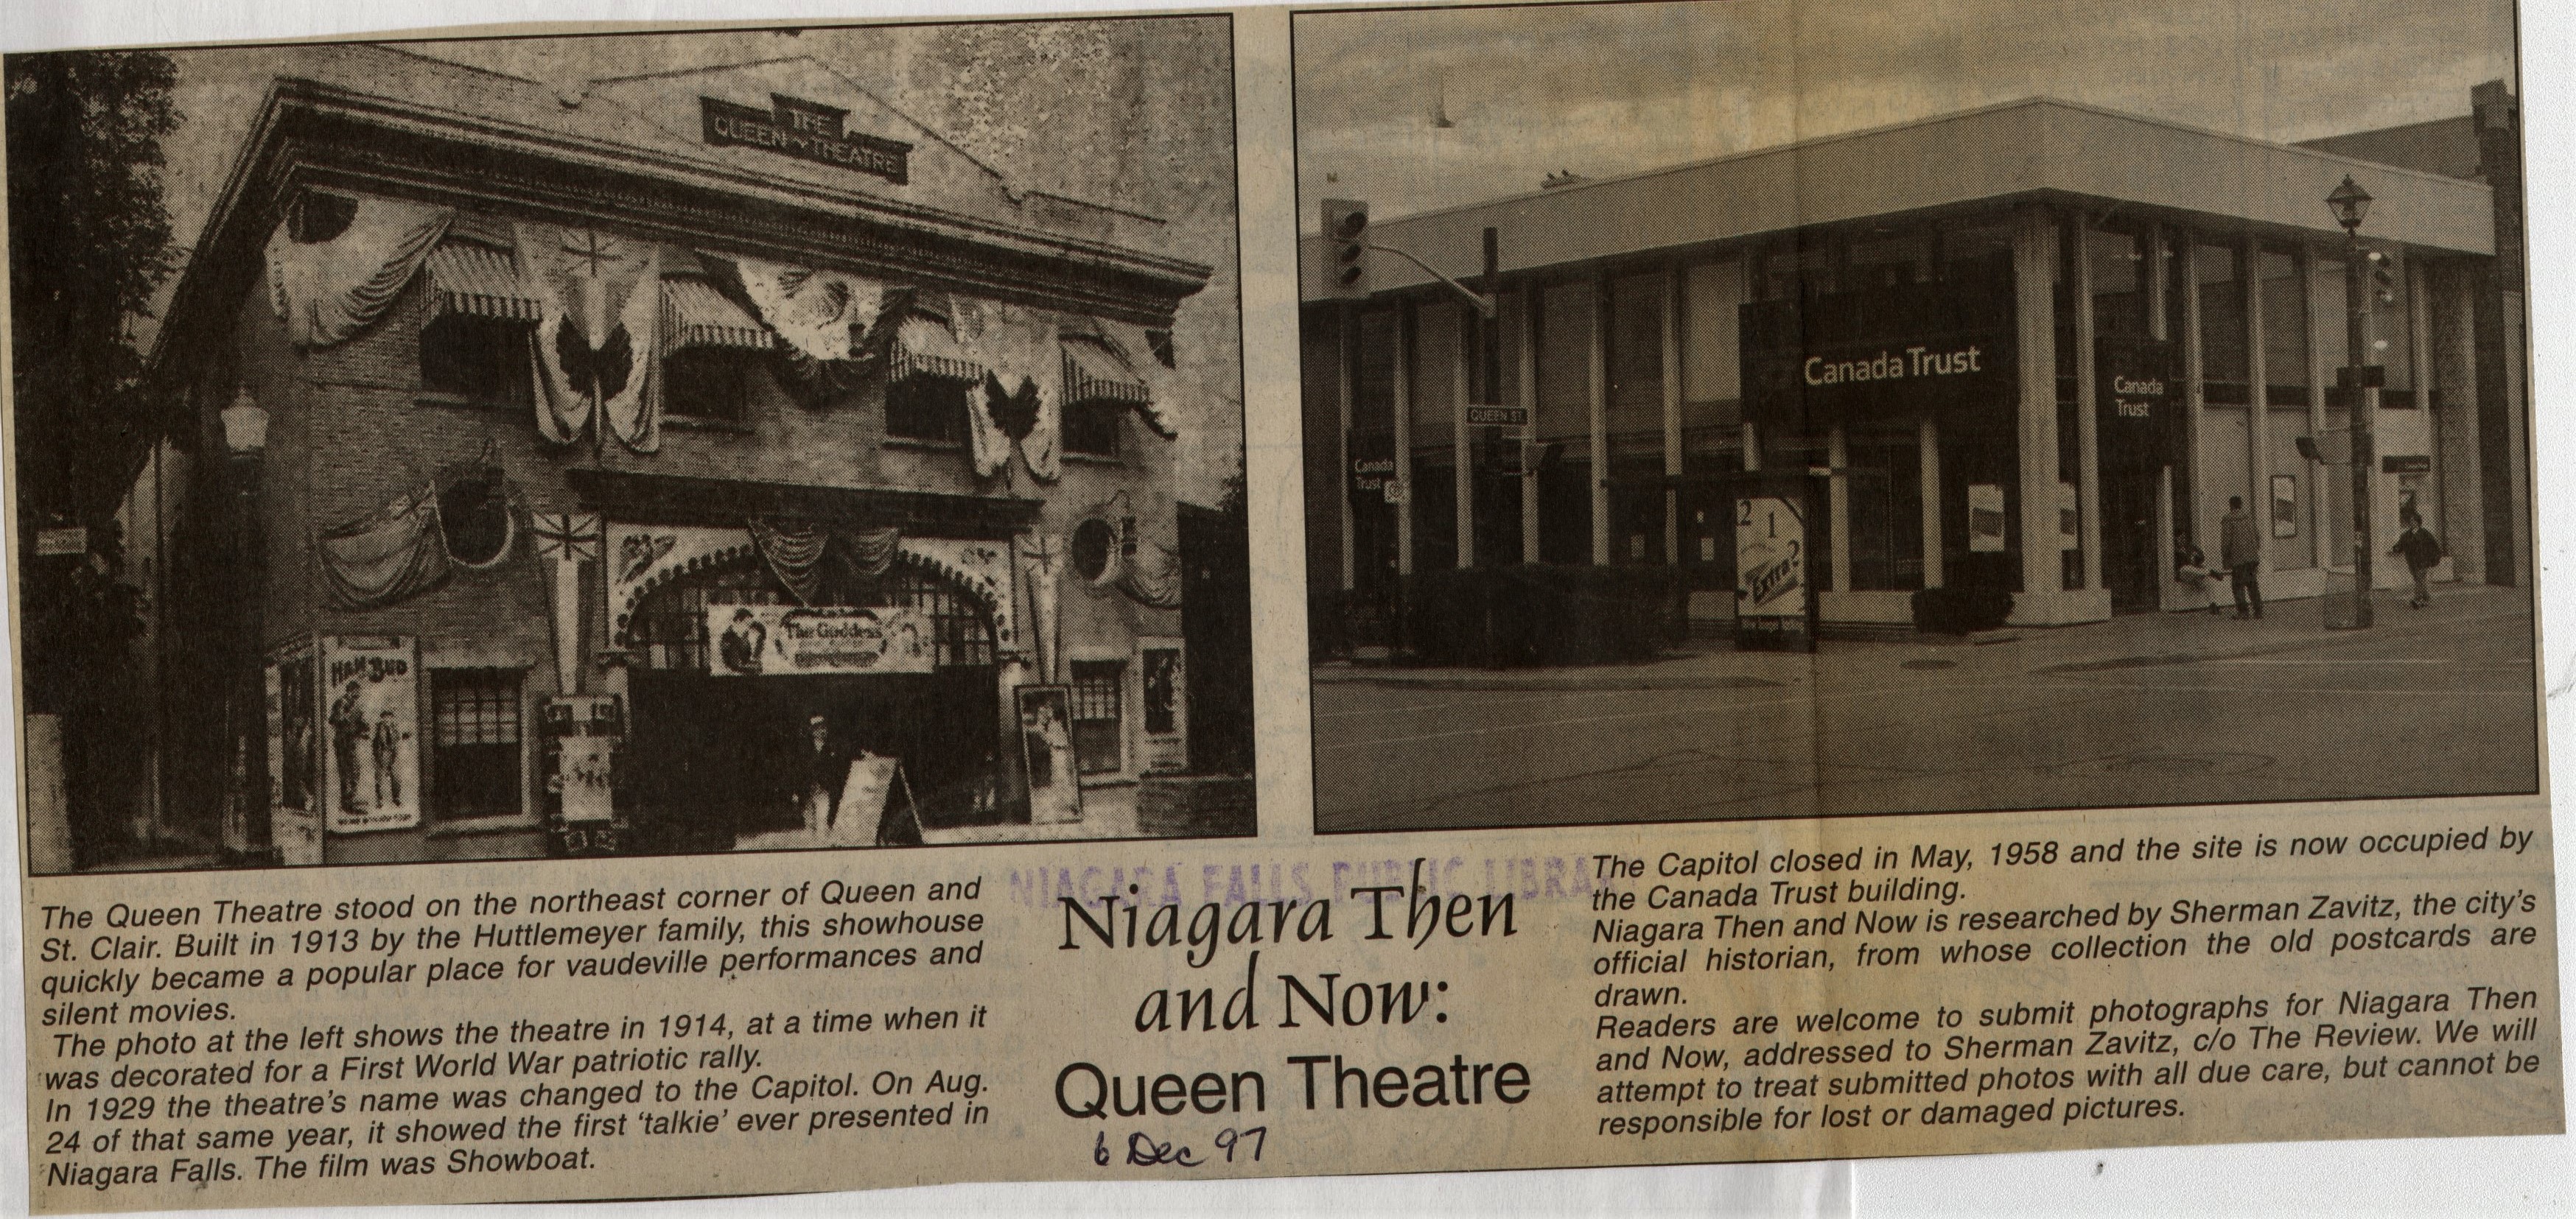 THE
QUEEN THEATRE
The Goddess
HAM BUD
Canada Trust
Canada
Trust
QUEEN ST.
Canada
Trust
2 1
Extra 2
The Queen Theatre stood on the northeast corner of Queen and
St. Clair. Built in 1913 by the Huttlemeyer family, this showhouse
quickly became a popular place for vaudeville performances and
silent movies.
The photo at the left shows the theatre in 1914, at a time when it
was decorated for a First World War patriotic rally.
In 1929 the theatre's name was changed to the Capitol. On Aug.
24 of that same year, it showed the first 'talkie' ever presented in
Niagara Falls. The film was Showboat.
NIAGARA FALLS PUBLIC LIBRA
Niagara Then
and Now:
Queen Theatre
6 Dec 97
The Capitol closed in May, 1958 and the site is now occupied by
the Canada Trust building.
Niagara Then and Now is researched by Sherman Zavitz, the city's
official historian, from whose collection the old postcards are
drawn.
Readers are welcome to submit photographs for Niagara Then
and Now, addressed to Sherman Zavitz, c/o The Review. We will
attempt to treat submitted photos with all due care, but cannot be
responsible for lost or damaged pictures.